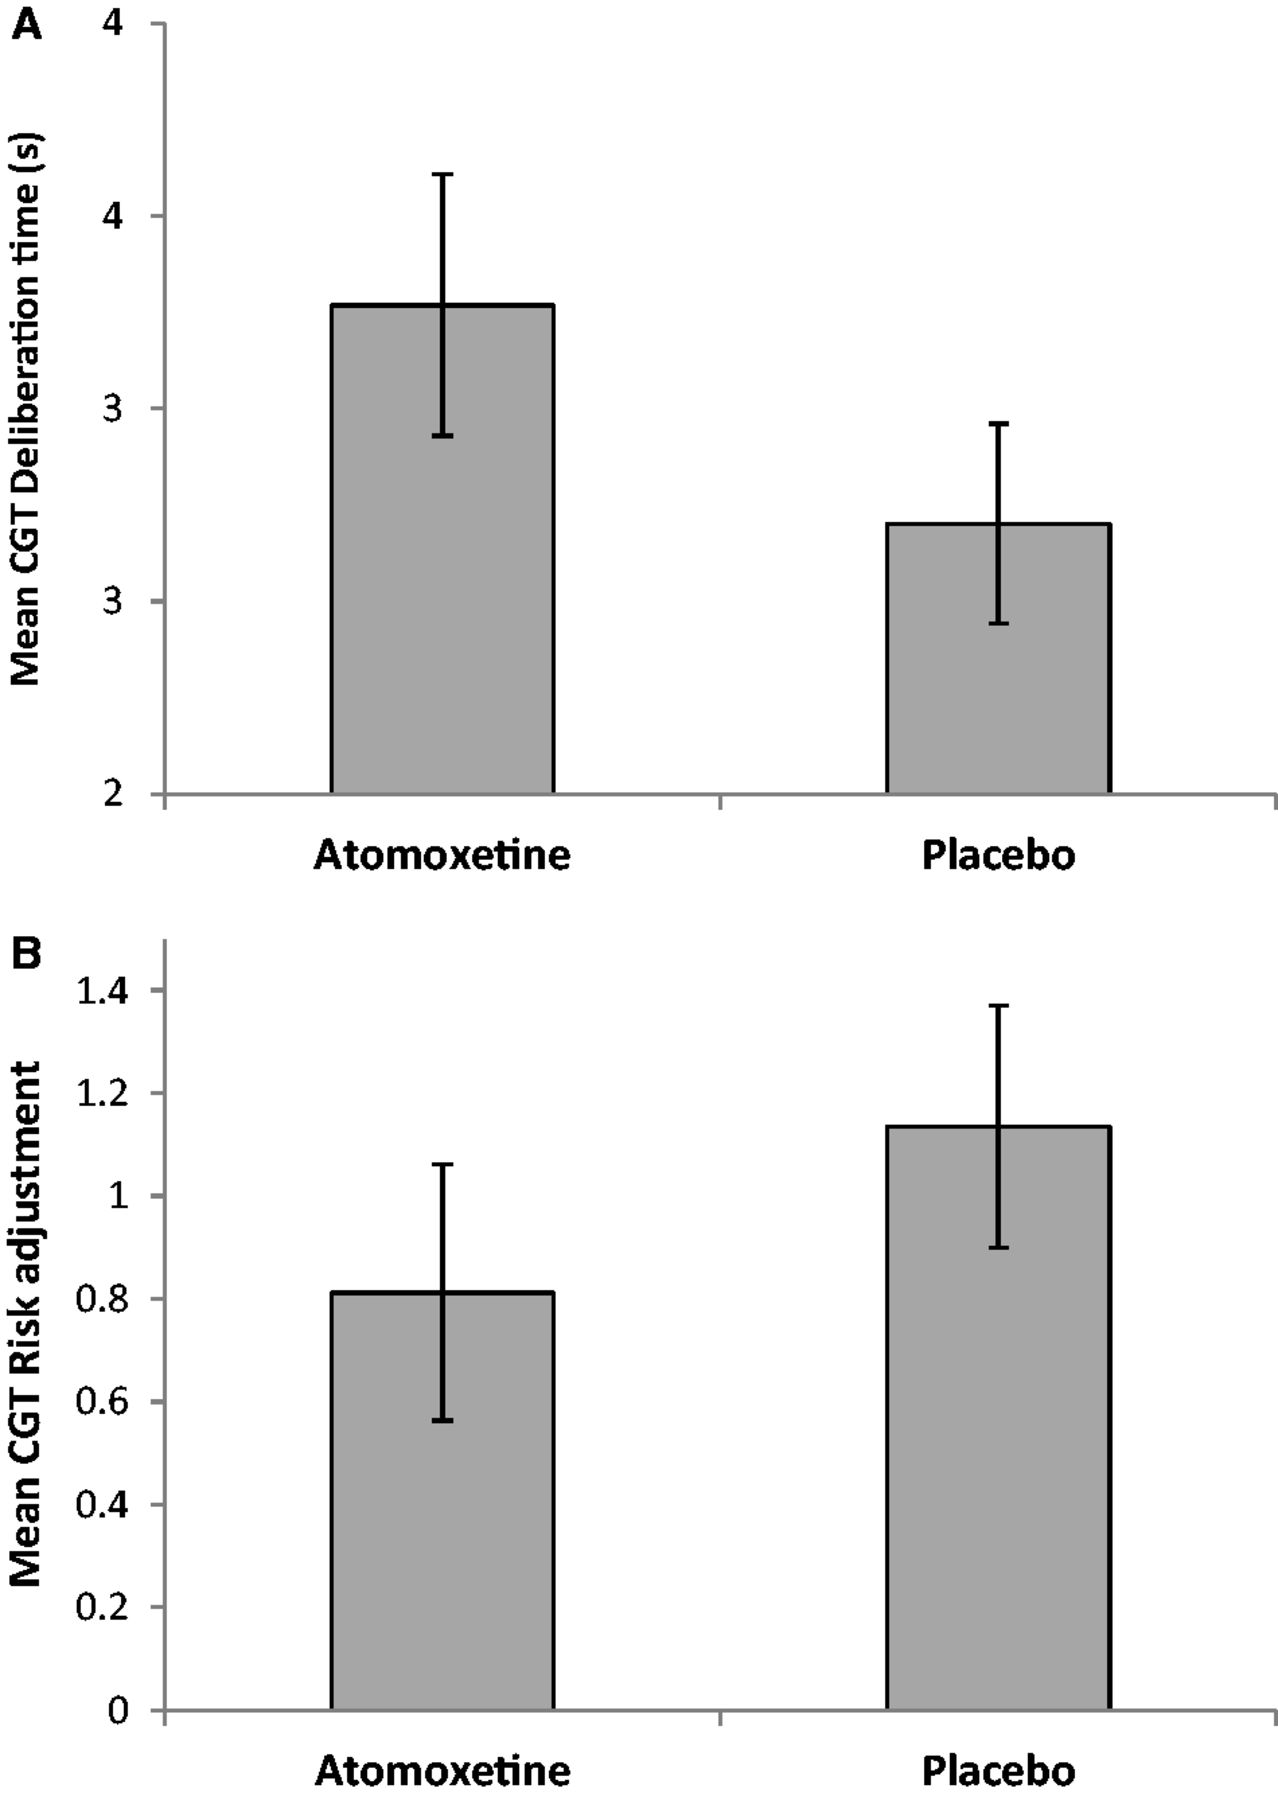 A
Mean CGT Deliberation time (s)
4
4
3
3
2
Atomoxetine Placebo
B
Mean CGT Risk adjustment
1.4
1.2
1
0.8
0.6
0.4
0.2
0
Atomoxetine Placebo